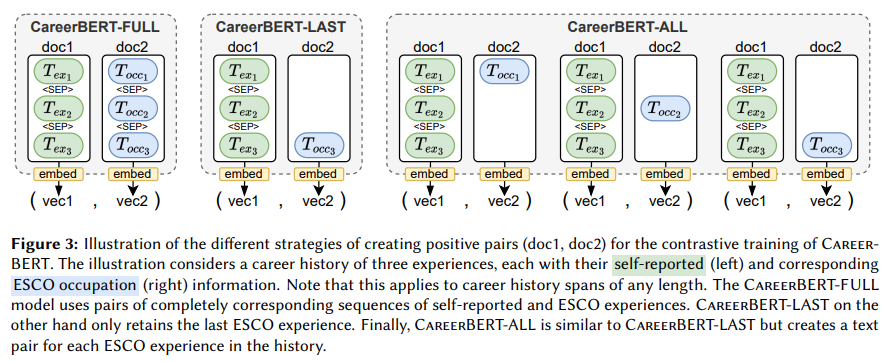 CareerBERT-FULL
doc1 doc2
T_ex1 T_occ1
<SEP> <SEP>
T_ex2 T_occ2
<SEP> <SEP>
T_ex3 T_occ3
embed embed
( vec1 , vec2 )
CareerBERT-LAST
doc1 doc2
T_ex1
<SEP>
T_ex2
<SEP>
T_ex3 T_occ3
embed embed
( vec1 , vec2 )
CareerBERT-ALL
doc1 doc2 doc1 doc2 doc1 doc2
T_ex1 T_occ1 T_ex1 T_ex1
<SEP> <SEP> <SEP>
T_ex2 T_ex2 T_occ2 T_ex2
<SEP> <SEP> <SEP>
T_ex3 T_ex3 T_ex3 T_occ3
embed embed embed embed embed embed
( vec1 , vec2 ) ( vec1 , vec2 ) ( vec1 , vec2 )
Figure 3: Illustration of the different strategies of creating positive pairs (doc1, doc2) for the contrastive training of Career-
BERT. The illustration considers a career history of three experiences, each with their self-reported (left) and corresponding
ESCO occupation (right) information. Note that this applies to career history spans of any length. The CareerBERT-FULL
model uses pairs of completely corresponding sequences of self-reported and ESCO experiences. CareerBERT-LAST on the
other hand only retains the last ESCO experience. Finally, CareerBERT-ALL is similar to CareerBERT-LAST but creates a text
pair for each ESCO experience in the history.